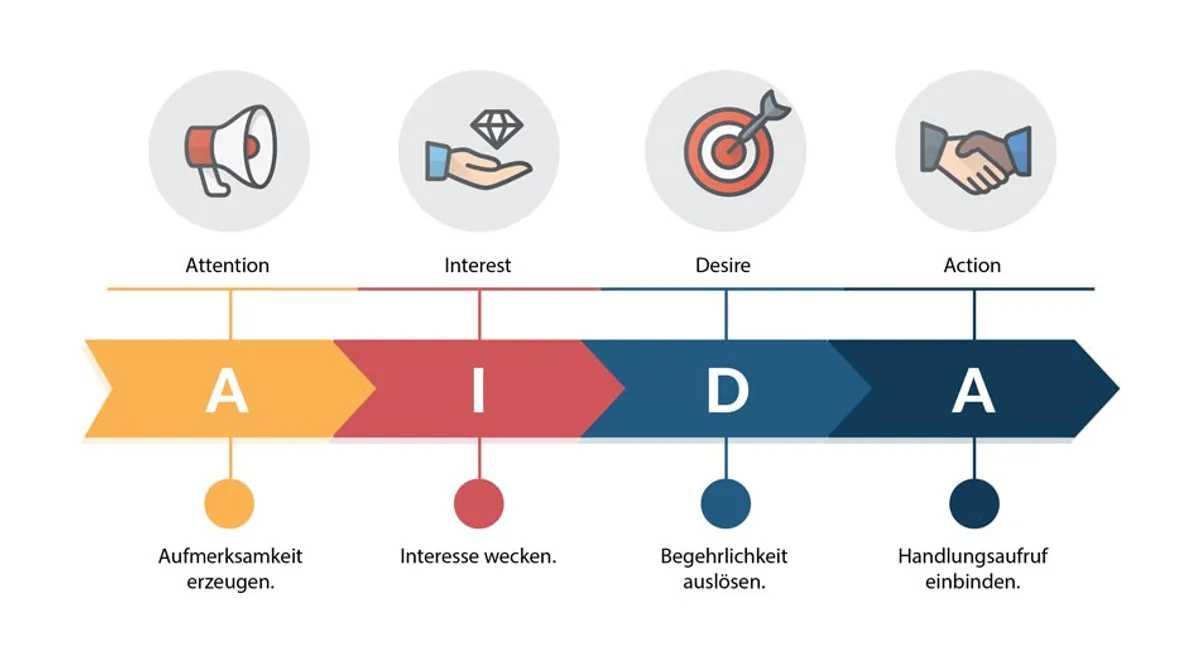 Attention
Interest
Desire
Action
A
I
D
A
Aufmerksamkeit
erzeugen.
Interesse wecken.
Begehrlichkeit
auslösen.
Handlungsaufruf
einbinden.